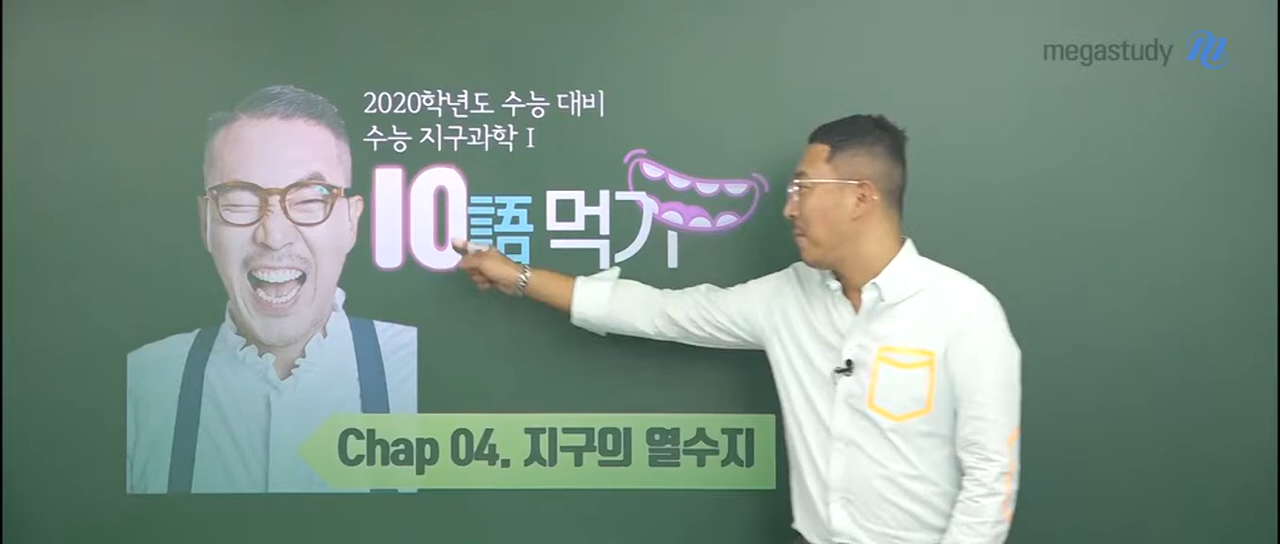 megastudy
2020학년도 수능 대비
수능 지구과학 I
10語 먹기
Chap 04. 지구의 열수지